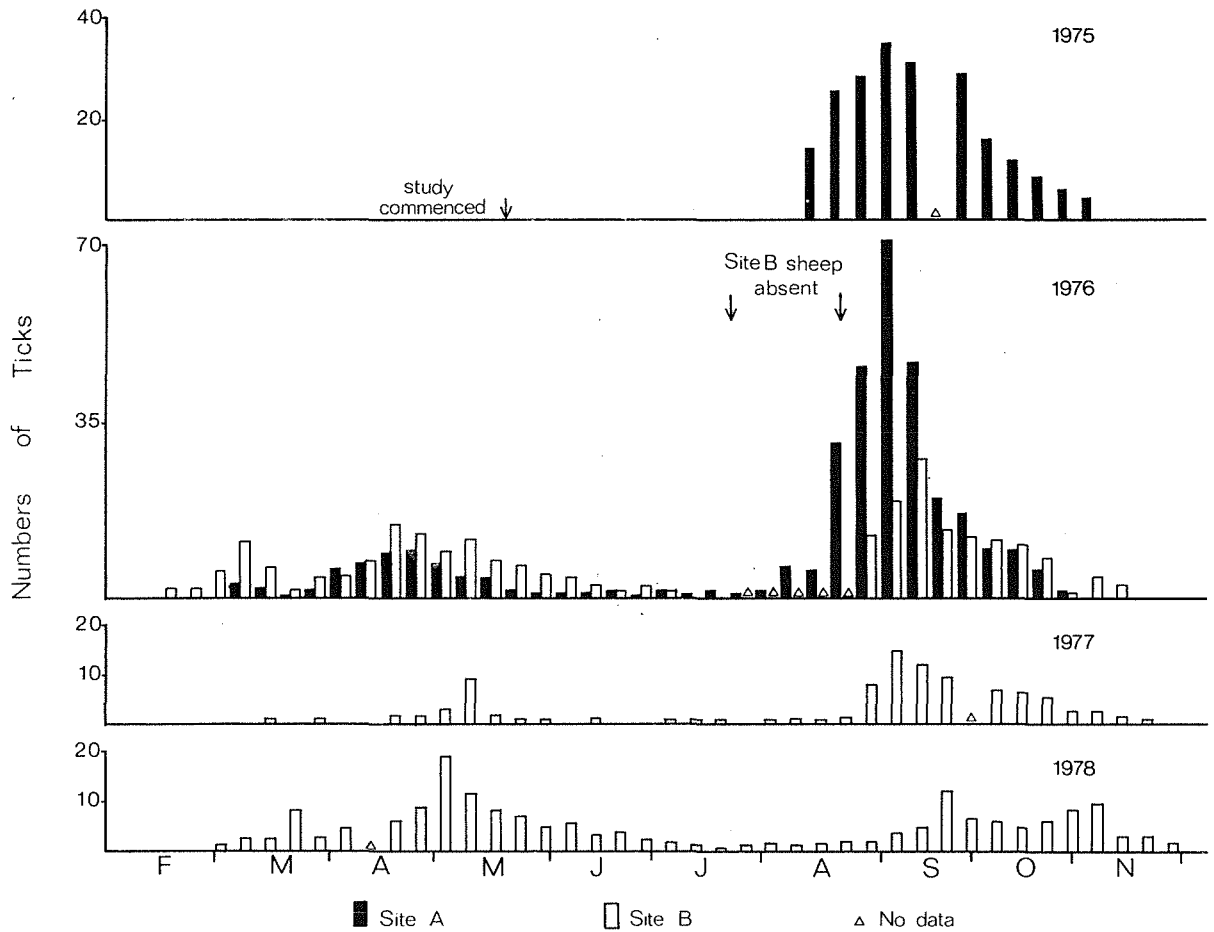 40
1975
20
study
commenced
70
Site B sheep
absent
1976
35
Numbers of Ticks
20
1977
10
20
1978
10
F M A M J J A S O N
Site A Site B No data